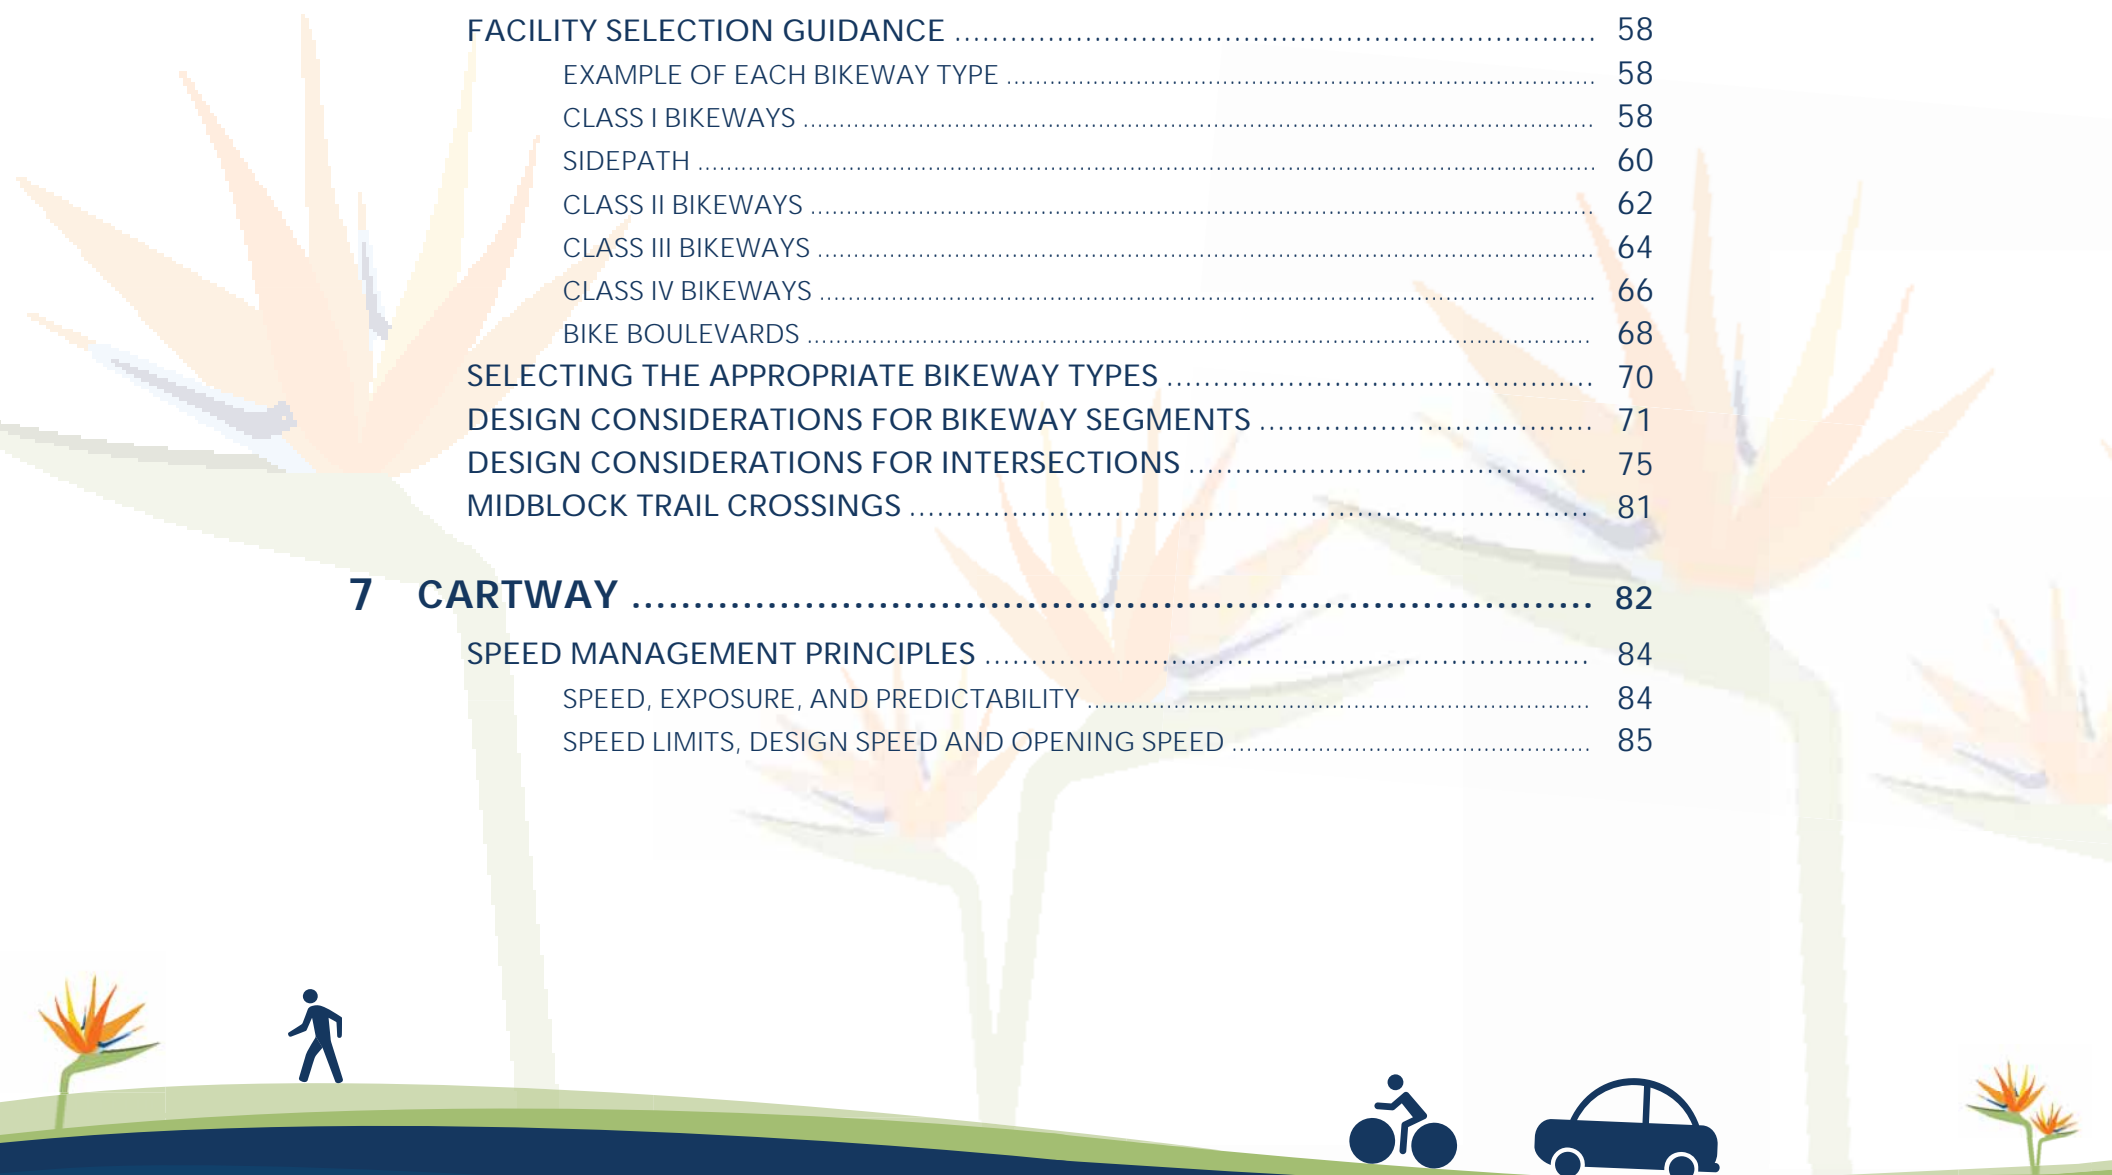 FACILITY SELECTION GUIDANCE ........ 58
EXAMPLE OF EACH BIKEWAY TYPE ........ 58
CLASS I BIKEWAYS ........ 58
SIDEPATH ........ 60
CLASS II BIKEWAYS ........ 62
CLASS III BIKEWAYS ........ 64
CLASS IV BIKEWAYS ........ 66
BIKE BOULEVARDS ........ 68
SELECTING THE APPROPRIATE BIKEWAY TYPES ........ 70
DESIGN CONSIDERATIONS FOR BIKEWAY SEGMENTS ........ 71
DESIGN CONSIDERATIONS FOR INTERSECTIONS ........ 75
MIDBLOCK TRAIL CROSSINGS ........ 81
7 CARTWAY ........ 82
SPEED MANAGEMENT PRINCIPLES ........ 84
SPEED, EXPOSURE, AND PREDICTABILITY ........ 84
SPEED LIMITS, DESIGN SPEED AND OPENING SPEED ........ 85